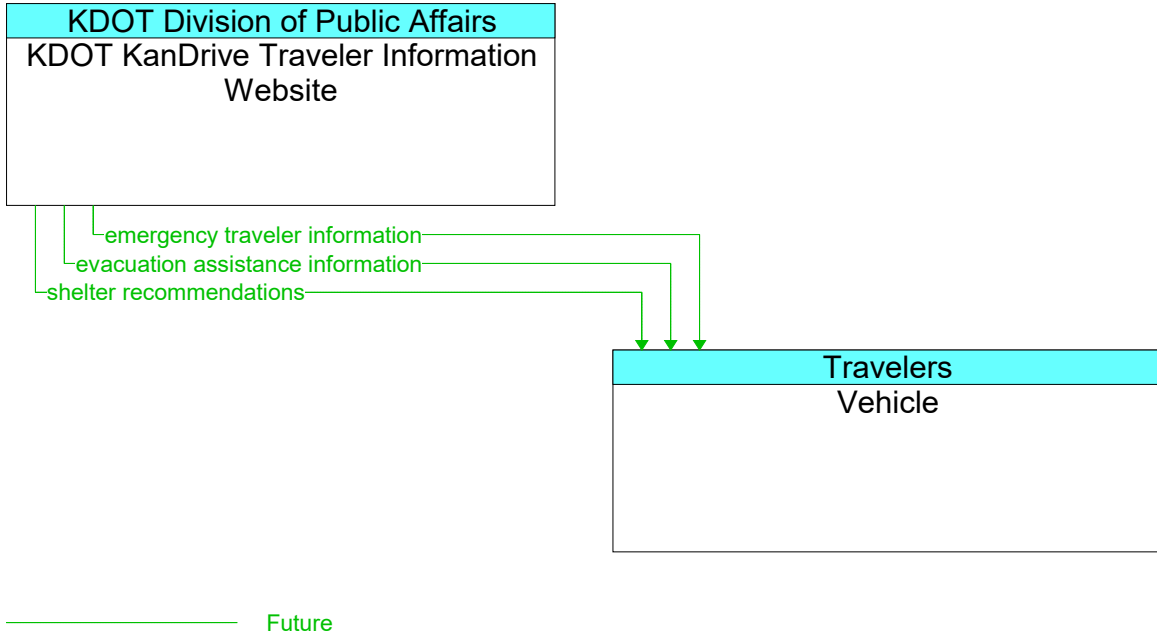 KDOT Division of Public Affairs
KDOT KanDrive Traveler Information
Website
emergency traveler information
evacuation assistance information
shelter recommendations
Travelers
Vehicle
Future